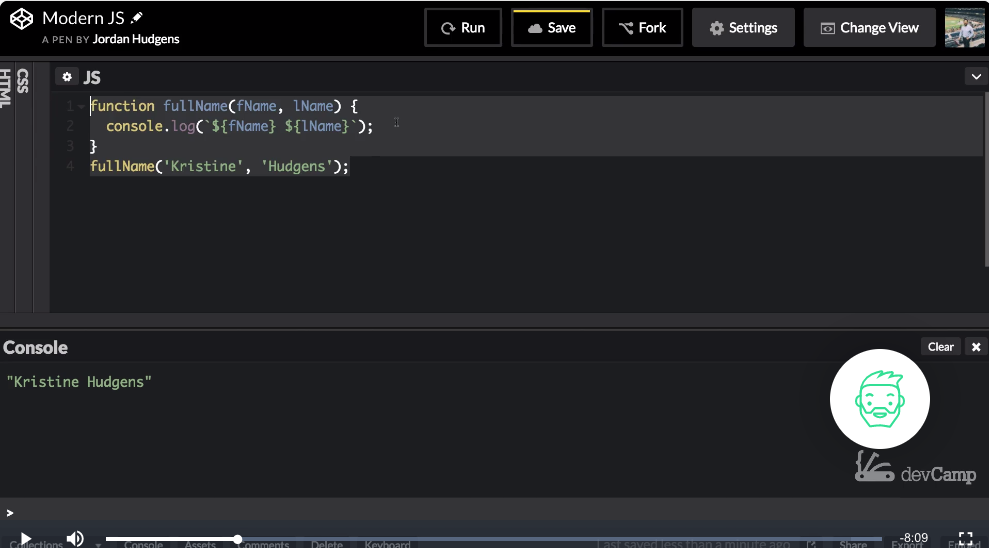 Modern JS
A PEN BY Jordan Hudgens
Run
Save
Fork
Settings
Change View
HTML
CSS
JS
1 function fullName(fName, lName) {
2 console.log(`${fName} ${lName}`);
3 }
4 fullName('Kristine', 'Hudgens');
Console
Clear
"Kristine Hudgens"
devCamp
>
-8:09
Collections
Console
Assets
Comments
Delete
Keyboard
Last saved less than a minute ago
Share
Export